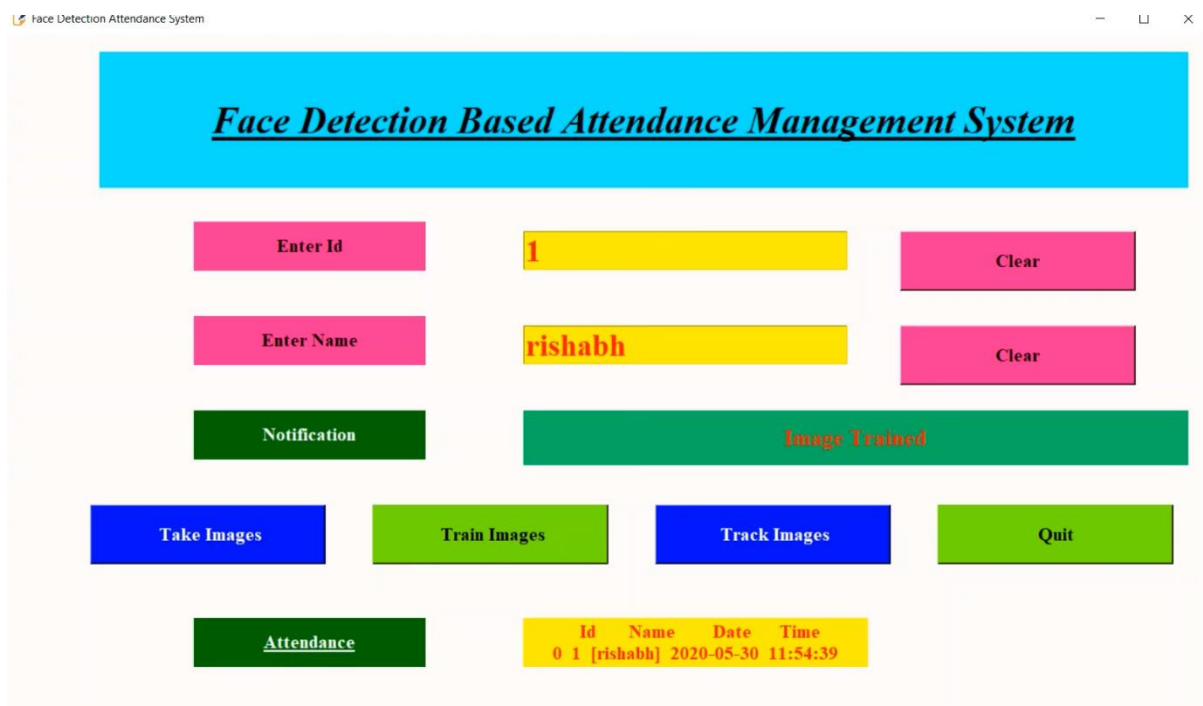 Face Detection Attendance System
Face Detection Based Attendance Management System
Enter Id
1
Clear
Enter Name
rishabh
Clear
Notification
Image Trained
Take Images
Train Images
Track Images
Quit
Attendance
Id Name Date Time
0 1 [rishabh] 2020-05-30 11:54:39